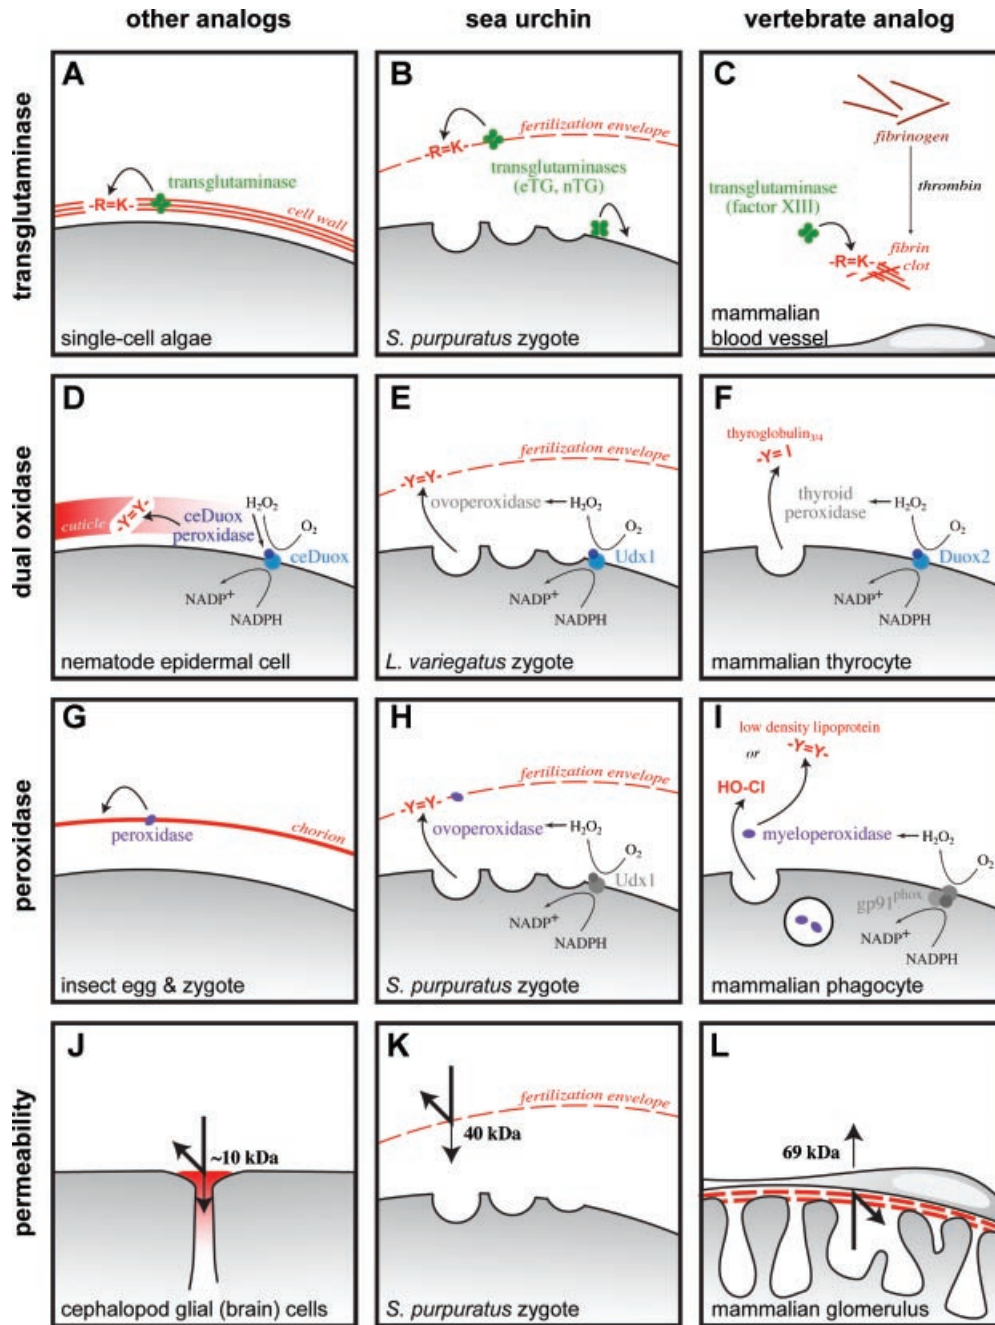 other analogs
sea urchin
vertebrate analog
transglutaminase
A
transglutaminase
-R=K-
cell wall
single-cell algae
B
fertilization envelope
-R=K-
transglutaminases
(eTG, nTG)
S. purpuratus zygote
C
fibrinogen
thrombin
transglutaminase
(factor XIII)
-R=K-
fibrin
clot
mammalian
blood vessel
dual oxidase
D
cuticle
-Y=Y-
H2O2
ceDuox
peroxidase
O2
ceDuox
NADP+
NADPH
nematode epidermal cell
E
fertilization envelope
-Y=Y-
ovoperoxidase
H2O2
O2
Udx1
NADP+
NADPH
L. variegatus zygote
F
thyroglobulin3/4
-Y=I
thyroid
peroxidase
H2O2
O2
Duox2
NADP+
NADPH
mammalian thyrocyte
peroxidase
G
peroxidase
chorion
insect egg & zygote
H
fertilization envelope
-Y=Y-
ovoperoxidase
H2O2
O2
Udx1
NADP+
NADPH
S. purpuratus zygote
I
low density lipoprotein
or
-Y=Y-
HO-Cl
myeloperoxidase
H2O2
O2
gp91phox
NADP+
NADPH
mammalian phagocyte
permeability
J
~10 kDa
cephalopod glial (brain) cells
K
fertilization envelope
40 kDa
S. purpuratus zygote
L
69 kDa
mammalian glomerulus